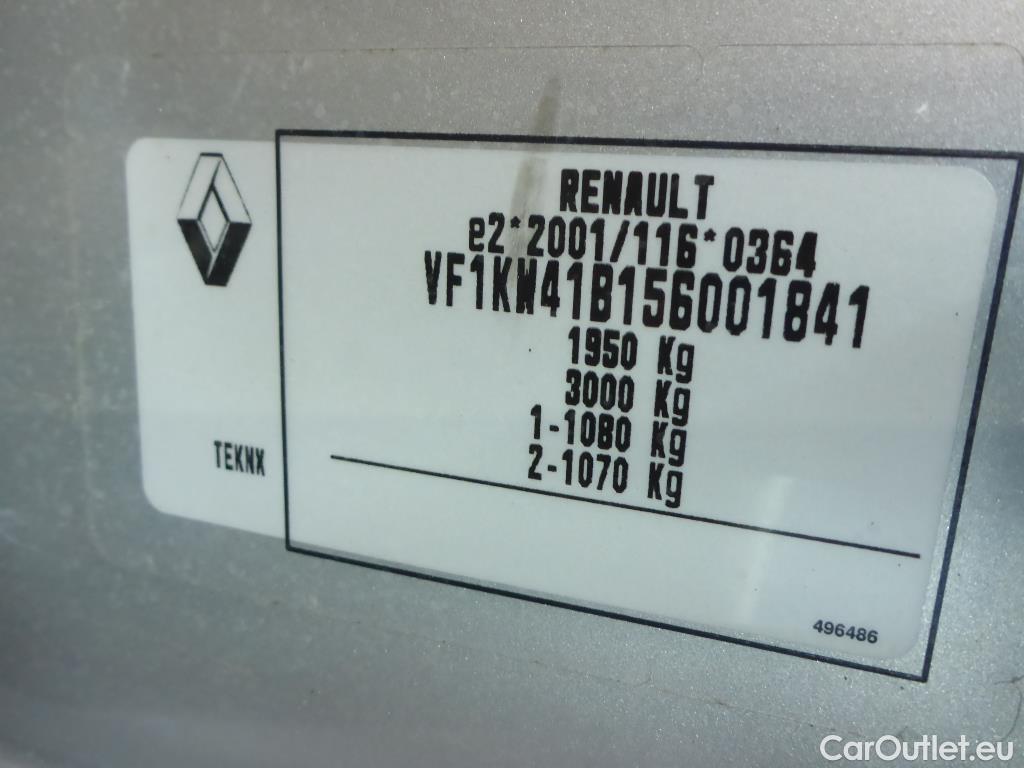 RENAULT
e2*2001/116*0364
VF1KW41B156001841
1950 Kg
3000 Kg
1-1080 Kg
2-1070 Kg
TEKNX
496486
CarOutlet.eu